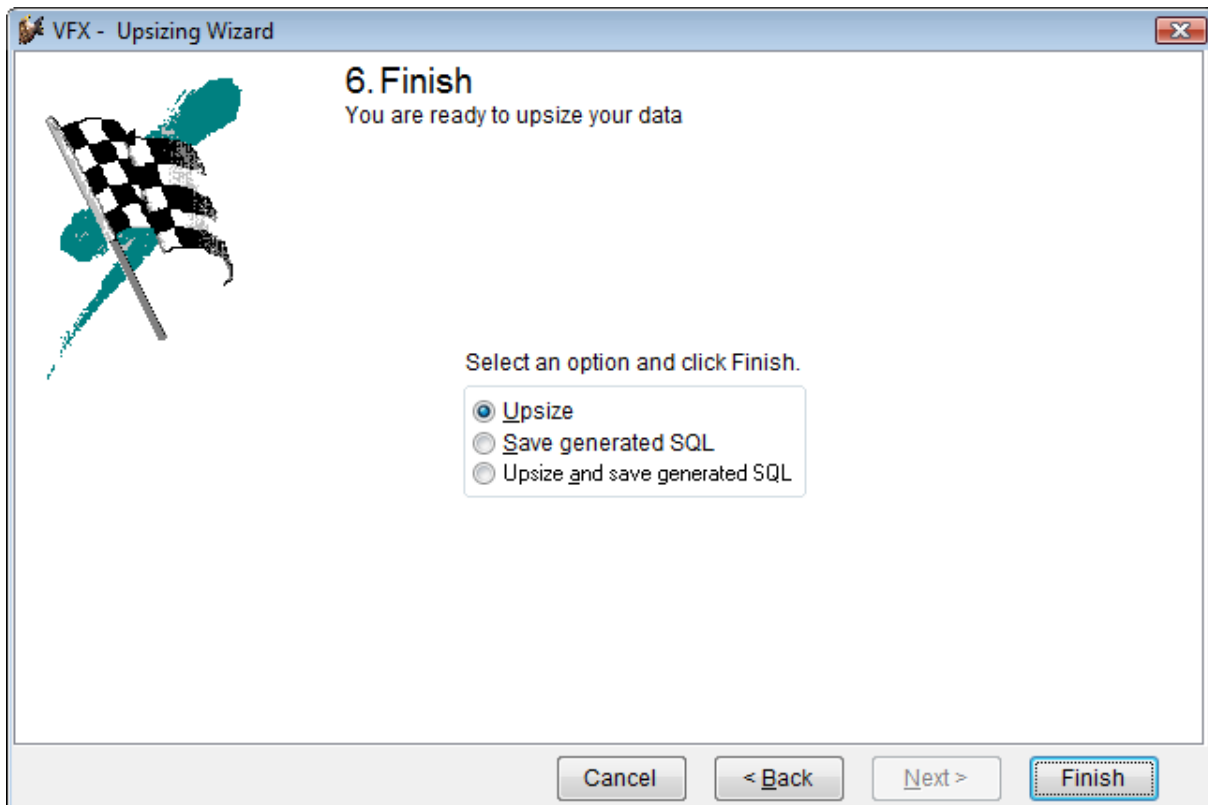 VFX - Upsizing Wizard
6. Finish
You are ready to upsize your data
Select an option and click Finish.
Upsize
Save generated SQL
Upsize and save generated SQL
Cancel
< Back
Next >
Finish